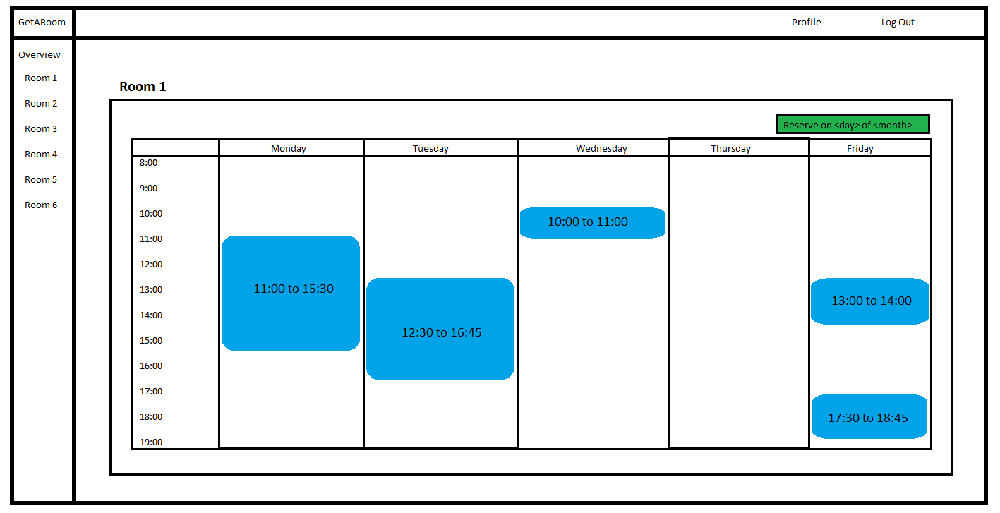 GetARoom
Profile
Log Out
Overview
Room 1
Room 2
Room 3
Room 4
Room 5
Room 6
Room 1
Reserve on <day> of <month>
Monday
Tuesday
Wednesday
Thursday
Friday
8:00
9:00
10:00
10:00 to 11:00
11:00
12:00
13:00
11:00 to 15:30
13:00 to 14:00
14:00
12:30 to 16:45
15:00
16:00
17:00
18:00
17:30 to 18:45
19:00